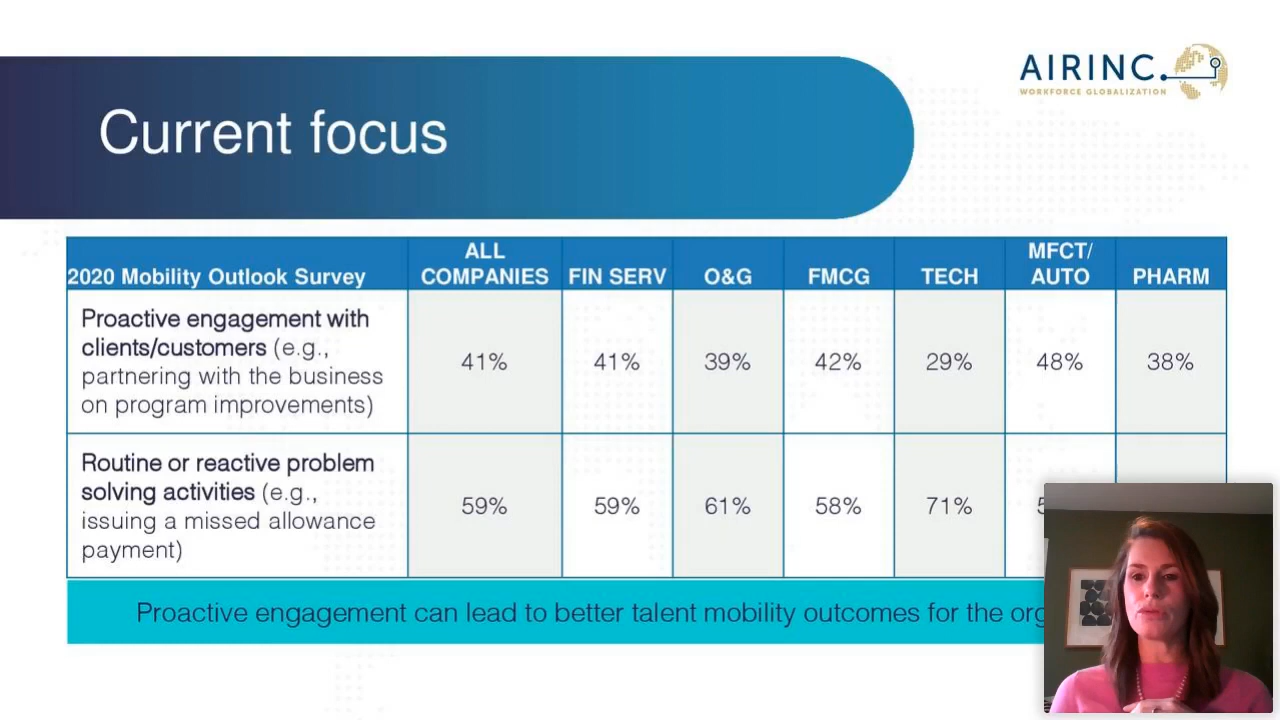 AIRINC.
WORKFORCE GLOBALIZATION
Current focus
2020 Mobility Outlook Survey
ALL
COMPANIES
FIN SERV
O&G
FMCG
TECH
MFCT/
AUTO
PHARM
Proactive engagement with
clients/customers (e.g.,
partnering with the business
on program improvements)
41%
41%
39%
42%
29%
48%
38%
Routine or reactive problem
solving activities (e.g.,
issuing a missed allowance
payment)
59%
59%
61%
58%
71%
Proactive engagement can lead to better talent mobility outcomes for the